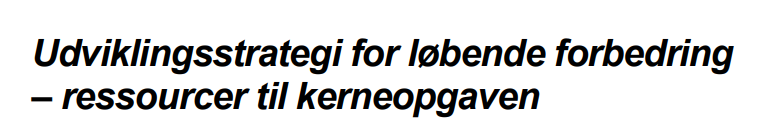 Udviklingsstrategi for løbende forbedring
– ressourcer til kerneopgaven